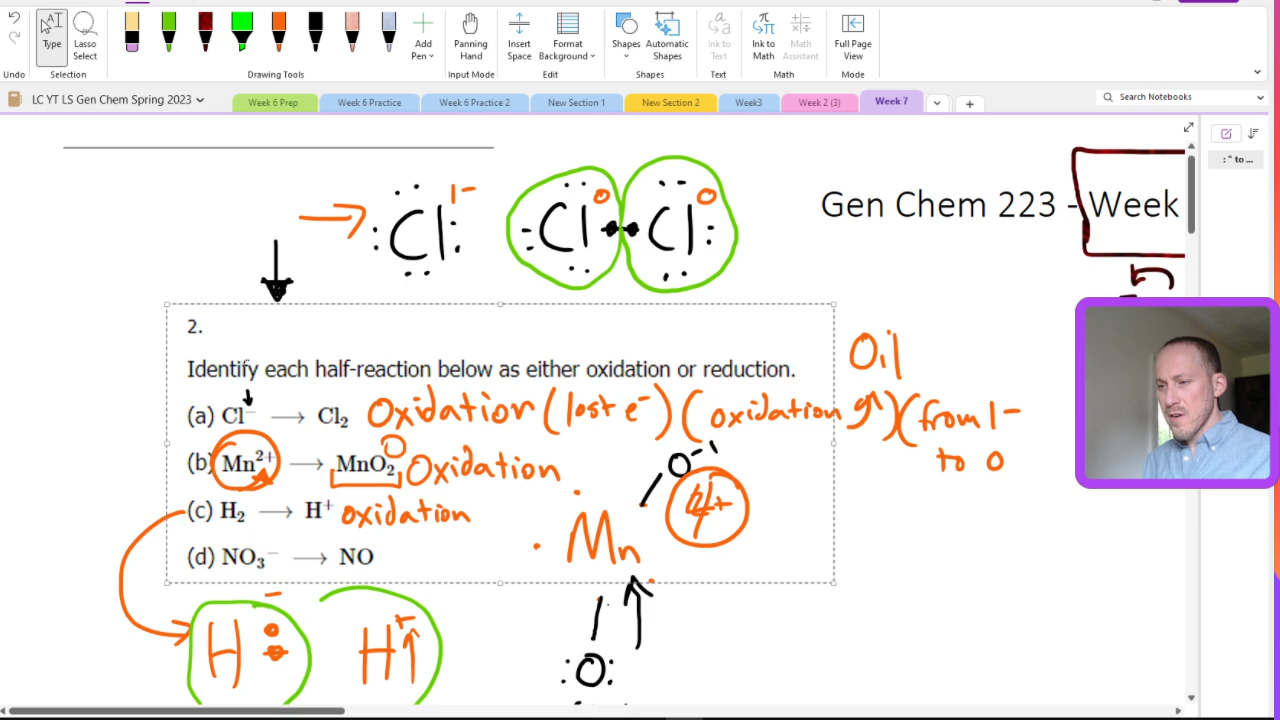 Undo
Type
Lasso Select
Selection
Drawing Tools
Add Pen
Panning Hand
Input Mode
Insert Space
Format Background
Edit
Shapes
Automatic Shapes
Shapes
Ink to Text
Text
Ink to Math
Math Assistant
Math
Full Page View
Mode
LC YT LS Gen Chem Spring 2023
Week 6 Prep
Week 6 Practice
Week 6 Practice 2
New Section 1
New Section 2
Week3
Week 2 (3)
Week 7
Search Notebooks
: " to ...
Cl 1-
Cl 0 Cl 0
Gen Chem 223 - Week
2.
Identify each half-reaction below as either oxidation or reduction.
Oil
(a) Cl⁻ ⟶ Cl₂ Oxidation (lost e⁻) (oxidation #↑) (from 1-
to 0
(b) Mn²⁺ ⟶ MnO₂ Oxidation
O⁻¹
4+
(c) H₂ ⟶ H⁺ oxidation
Mn
(d) NO₃⁻ ⟶ NO
H H⁺
:O: